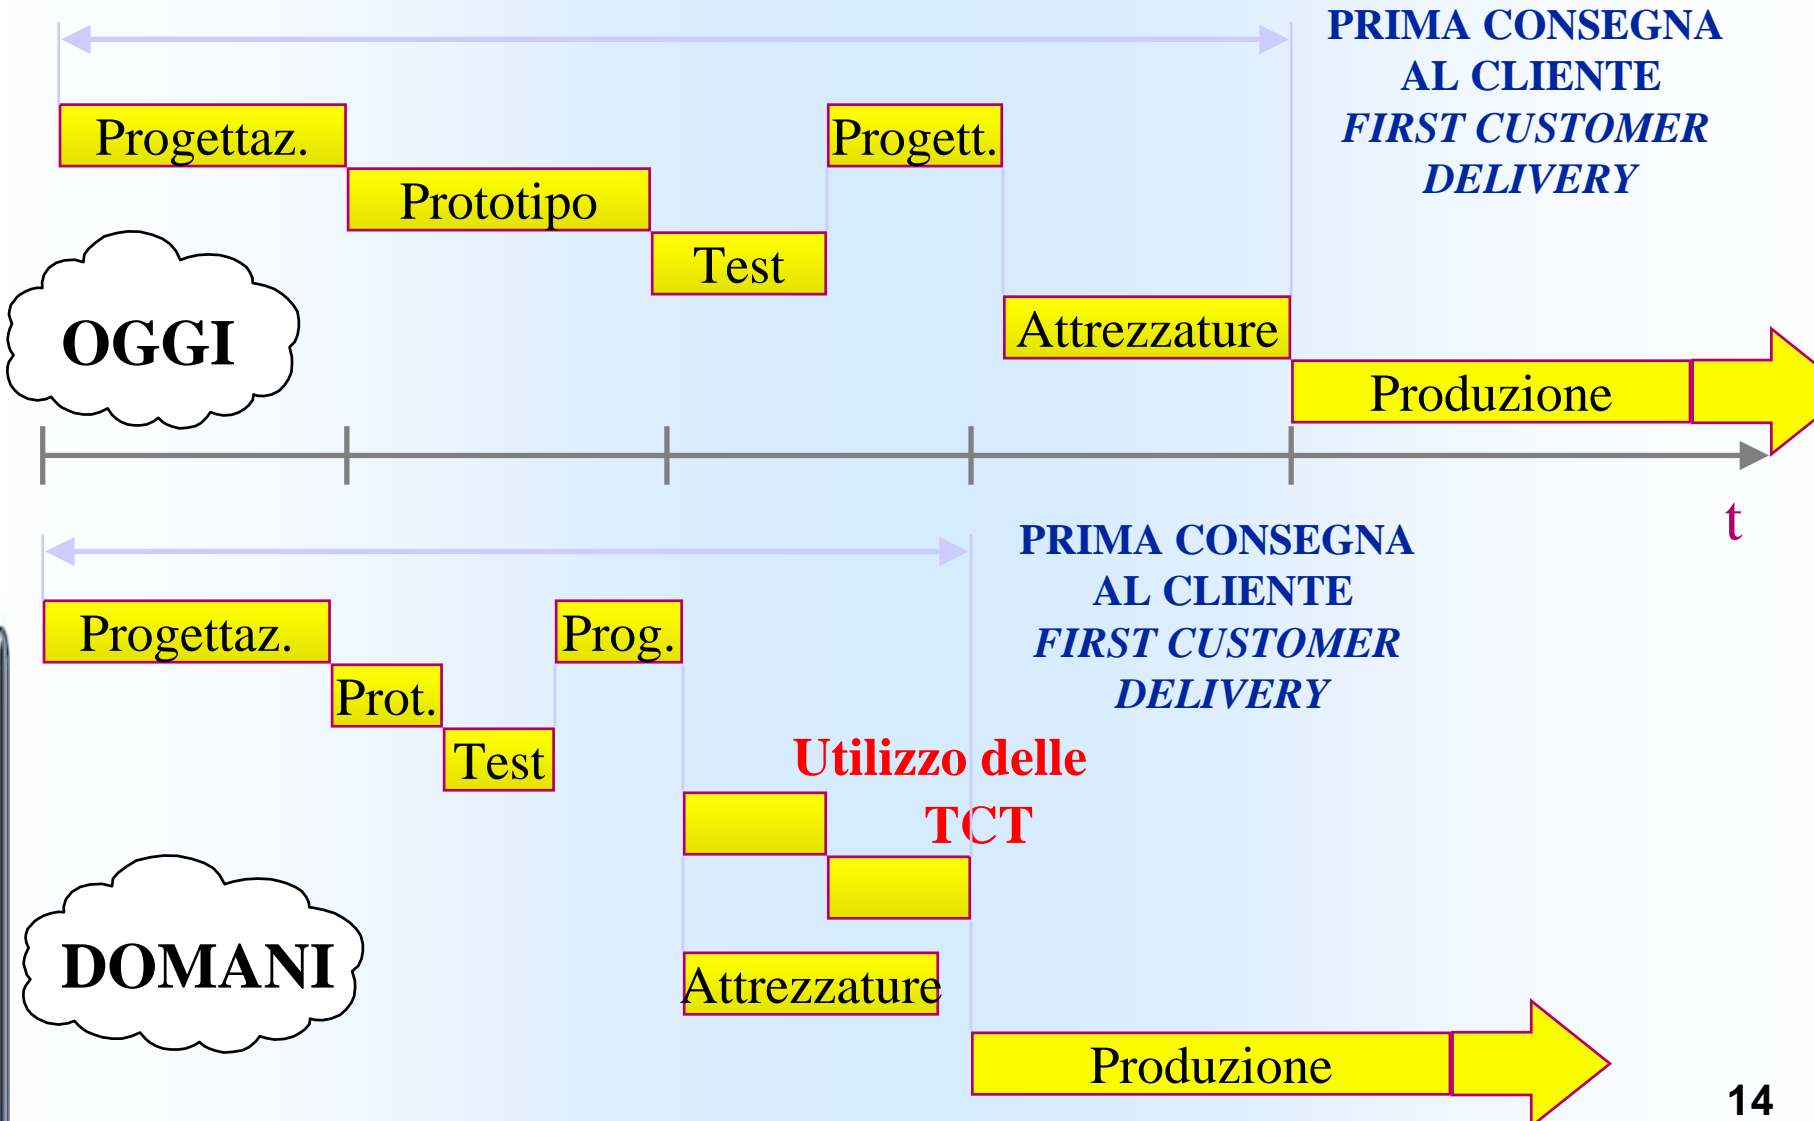 PRIMA CONSEGNA
AL CLIENTE
FIRST CUSTOMER
DELIVERY
Progettaz.
Progett.
Prototipo
Test
OGGI
Attrezzature
Produzione
t
PRIMA CONSEGNA
AL CLIENTE
FIRST CUSTOMER
DELIVERY
Progettaz.
Prog.
Prot.
Test
Utilizzo delle
TCT
DOMANI
Attrezzature
Produzione
14